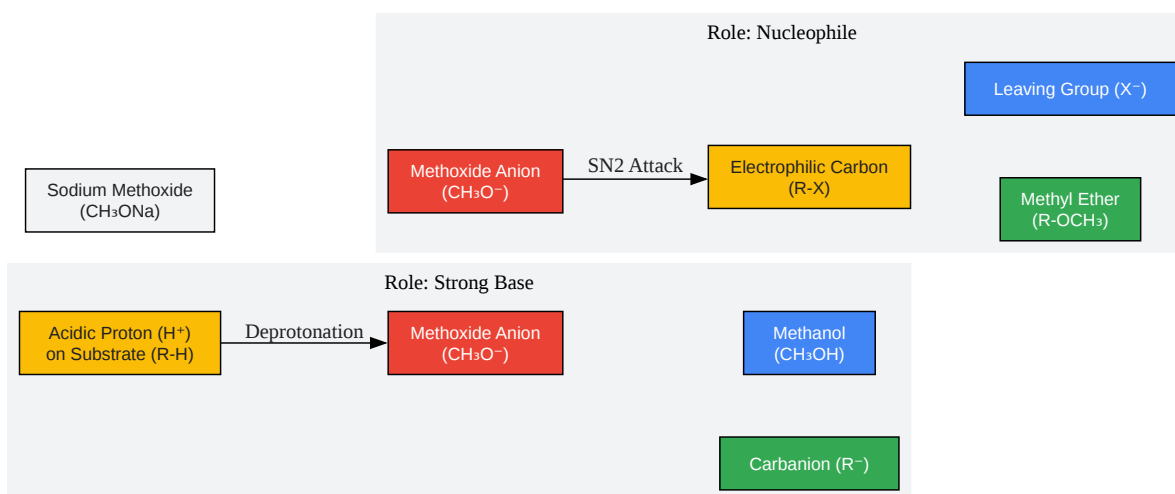 Role: Nucleophile
Leaving Group (X⁻)
Methoxide Anion
(CH₃O⁻)
SN2 Attack
Electrophilic Carbon
(R-X)
Sodium Methoxide
(CH₃ONa)
Methyl Ether
(R-OCH₃)
Role: Strong Base
Acidic Proton (H⁺)
on Substrate (R-H)
Deprotonation
Methoxide Anion
(CH₃O⁻)
Methanol
(CH₃OH)
Carbanion (R⁻)